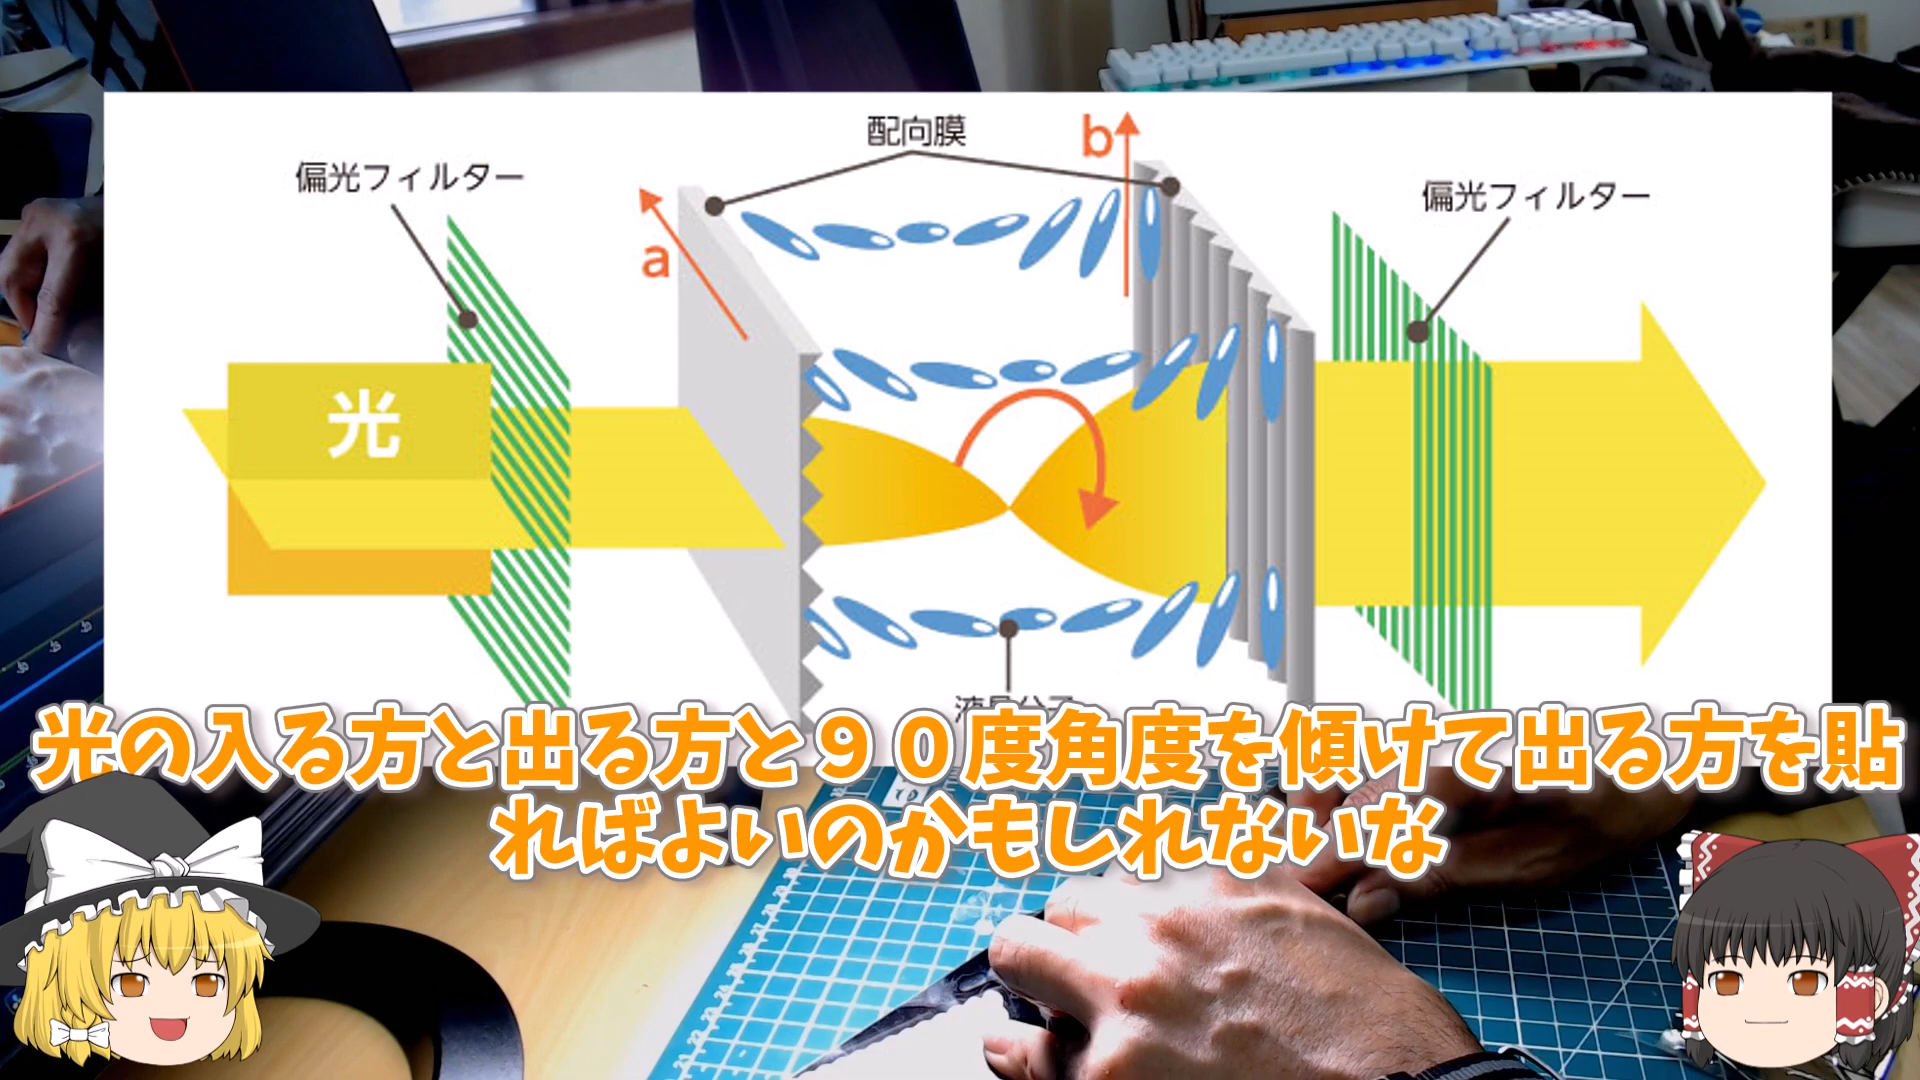 配向膜
b
偏光フィルター
偏光フィルター
a
光
光の入る方と出る方と９０度角度を傾けて出る方を貼
ればよいのかもしれないな